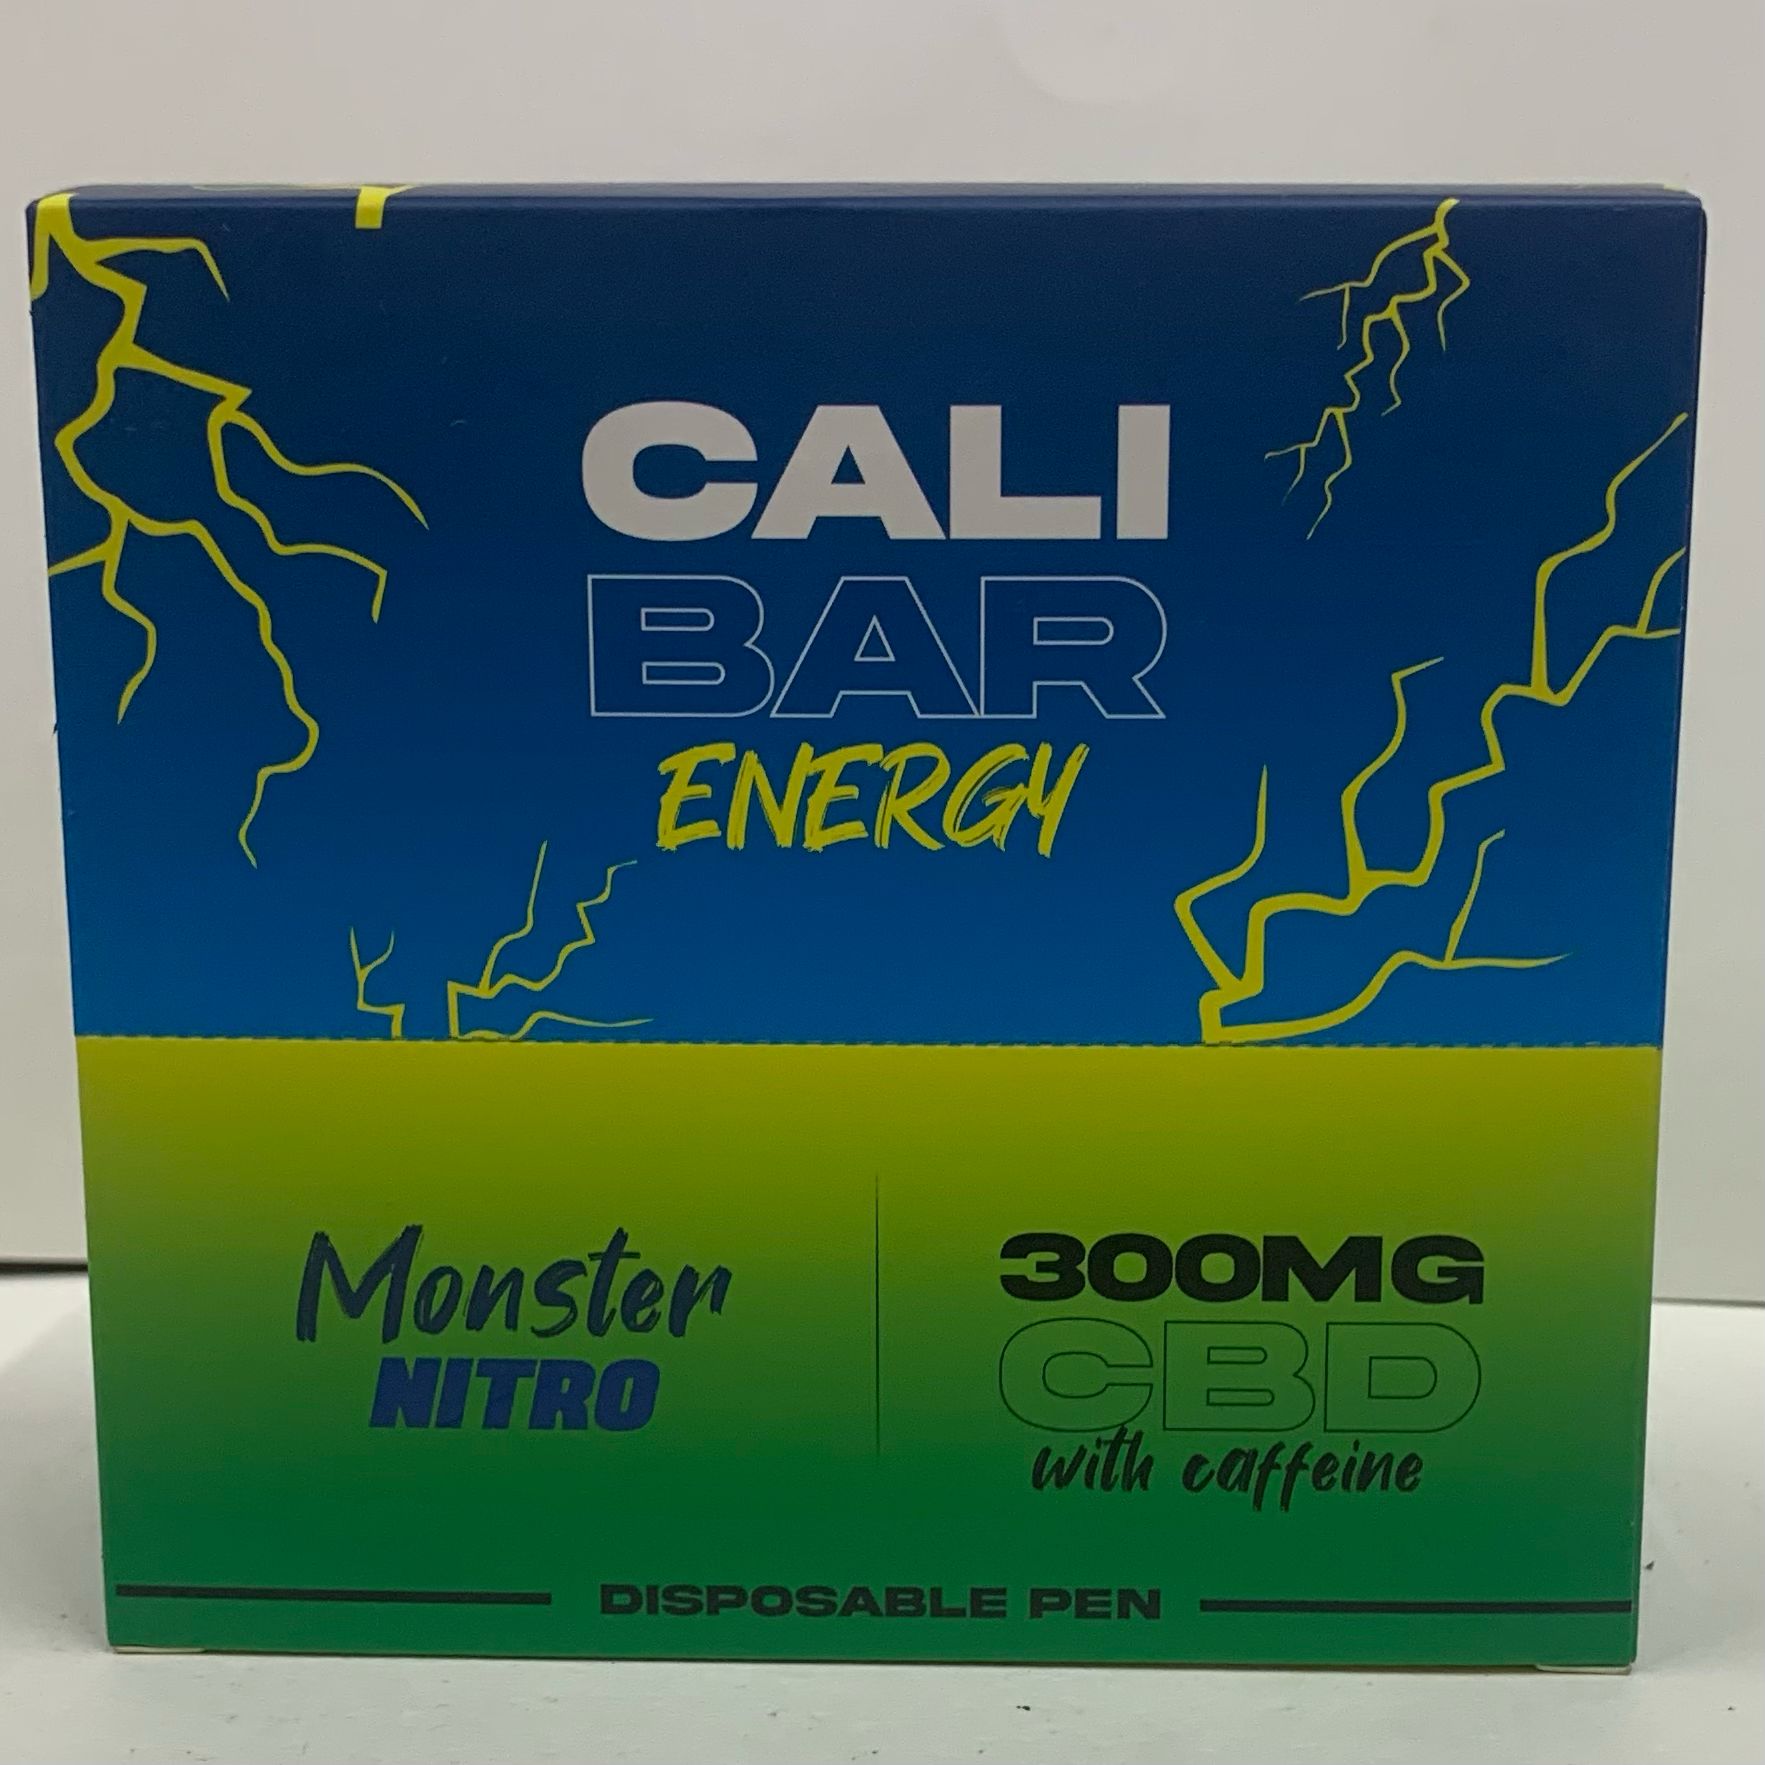 CALI
BAR
ENERGY
Monster
NITRO
300MG
CBD
with caffeine
DISPOSABLE PEN